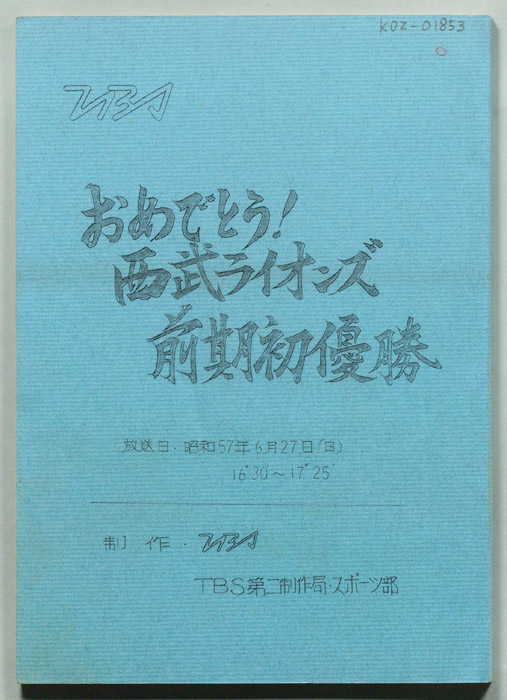 KOZ-01853
TBS
おめでとう!
西武ライオンズ
前期初優勝
放送日・昭和57年6月27日(日)
16°30′〜17°25′
制作・TBS
TBS第二制作局・スポーツ部